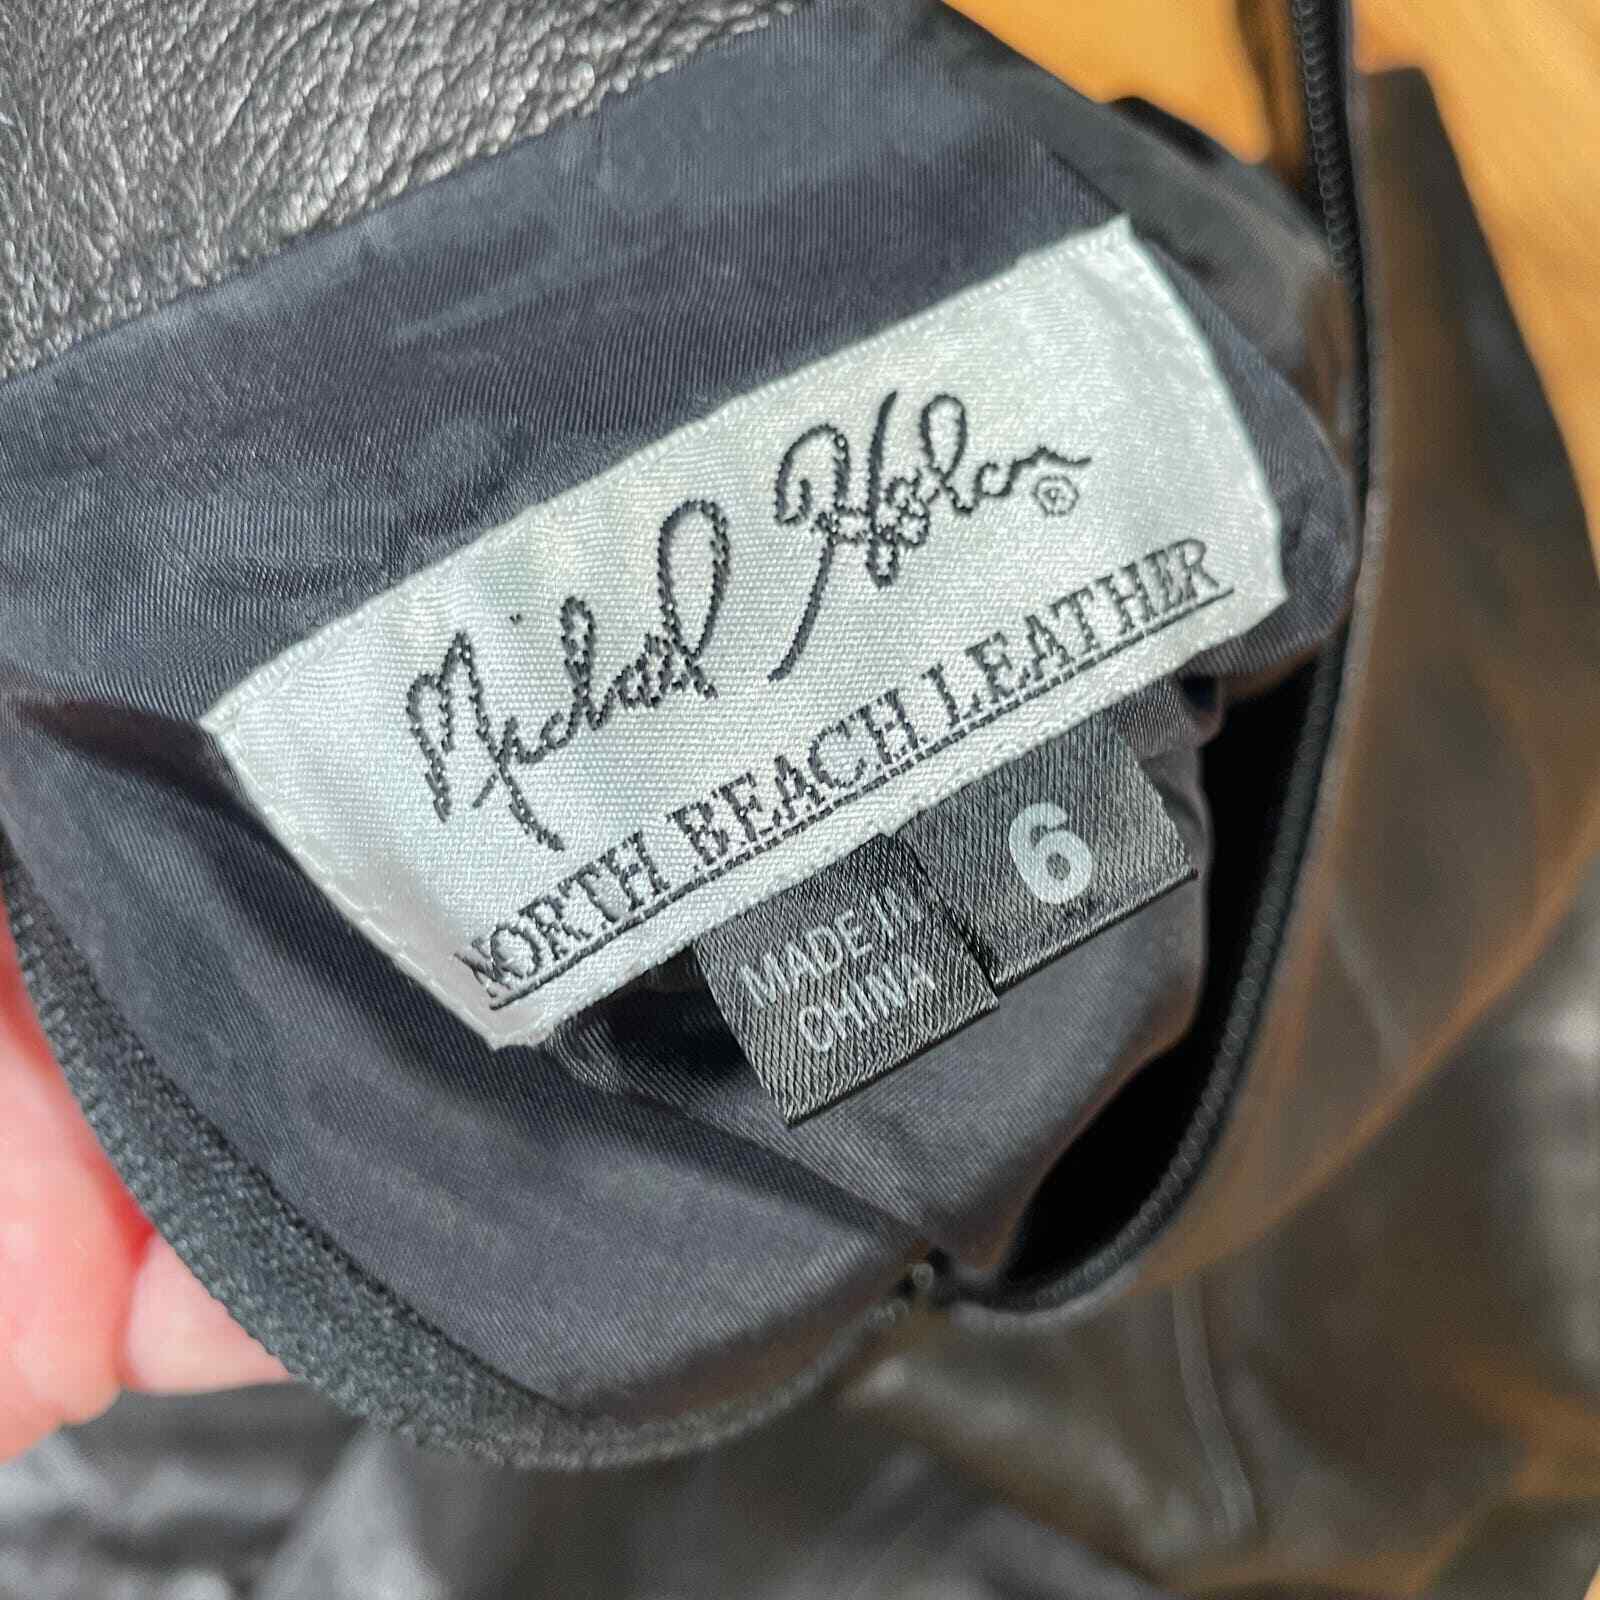 Michael Hoban ®
NORTH BEACH LEATHER
6
MADE IN
CHINA